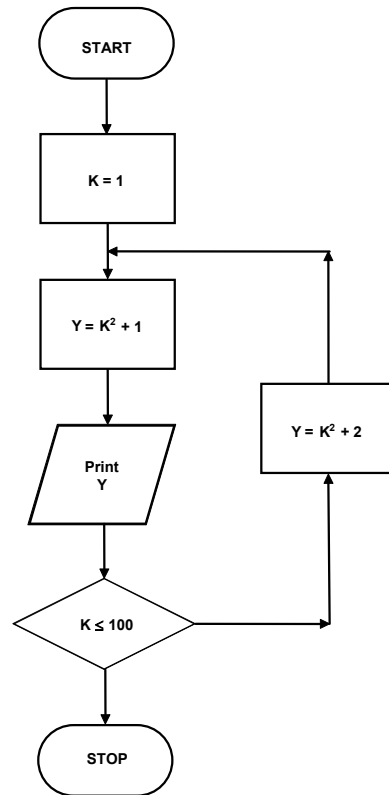 START
K = 1
Y = K² + 1
Y = K² + 2
Print
Y
K ≤ 100
STOP